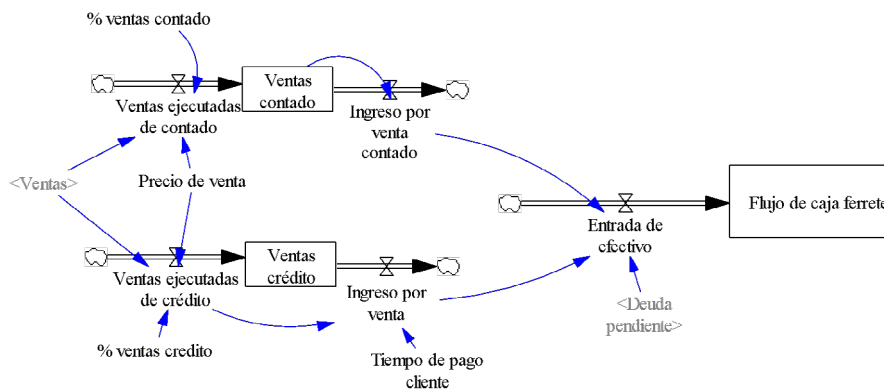 % ventas contado
Ventas
contado
Ventas ejecutadas
de contado
Ingreso por
venta
contado
<Ventas>
Precio de venta
Flujo de caja ferrete
Entrada de
efectivo
Ventas
crédito
Ventas ejecutadas
de crédito
Ingreso por
venta
<Deuda
pendiente>
% ventas credito
Tiempo de pago
cliente